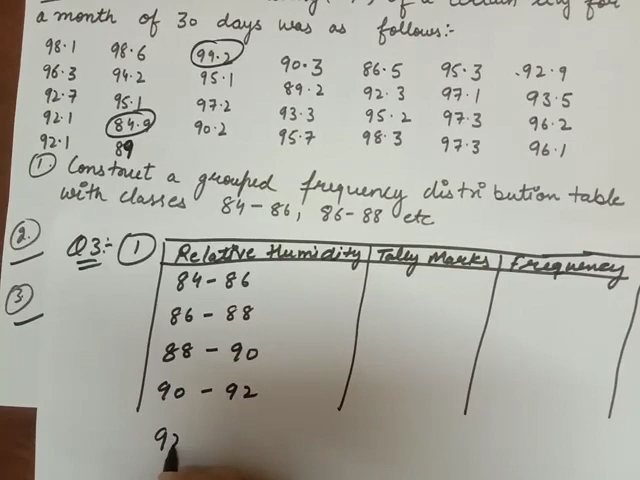 of a certain city for
a month of 30 days was as follows:-
98.1 98.6 99.2 90.3 86.5 95.3 .92.9
96.3 94.2 95.1 89.2 92.3 97.1 93.5
92.7 95.1 97.2 93.3 95.2 97.3 96.2
92.1 84.9 90.2 95.7 98.3 97.3 96.1
92.1 89
① Construct a grouped frequency distribution table
with classes 84-86, 86-88 etc
2.
3
Q3:- ① Relative Humidity Tally Marks Frequency
84-86
86-88
88-90
90-92
92